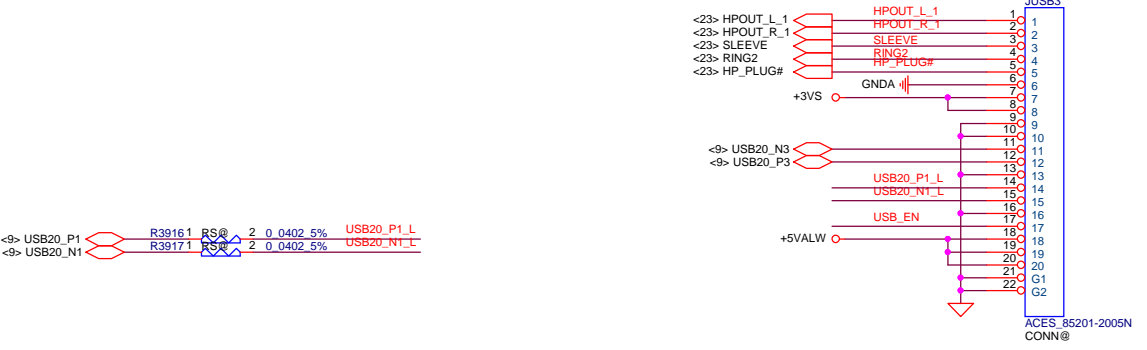 JUSB3
<23> HPOUT_L_1 HPOUT_L_1 1 1
<23> HPOUT_R_1 HPOUT_R_1 2 2
<23> SLEEVE SLEEVE 3 3
<23> RING2 RING2 4 4
<23> HP_PLUG# HP_PLUG# 5 5
GNDA 6 6
+3VS 7 7
8 8
9 9
10 10
<9> USB20_N3 11 11
<9> USB20_P3 12 12
13 13
USB20_P1_L 14 14
USB20_N1_L 15 15
16 16
USB_EN 17 17
+5VALW 18 18
19 19
20 20
21 G1
22 G2
<9> USB20_P1 R3916 1 RS@ 2 0_0402_5% USB20_P1_L
<9> USB20_N1 R3917 1 RS@ 2 0_0402_5% USB20_N1_L
ACES_85201-2005N
CONN@